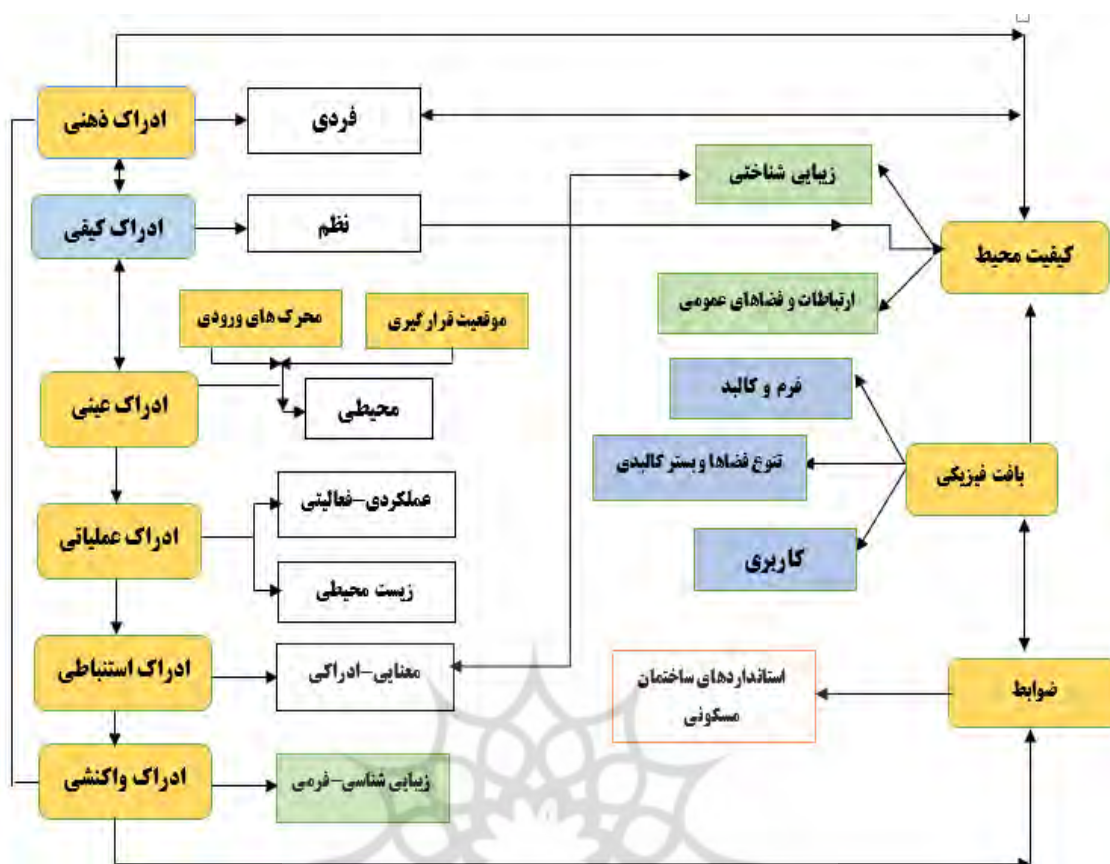 ادراک ذهنی
فردی
زیبایی شناختی
ادراک کیفی
نظم
کیفیت محیط
ارتباطات و فضاهای عمومی
موقعیت قرارگیری
محرک های ورودی
فرم و کالبد
ادراک عینی
محیطی
تنوع فضاها و بستر کالبدی
بافت فیزیکی
عملکردی-فعالیتی
ادراک عملیاتی
کاربری
زیست محیطی
ادراک استنباطی
معنایی-ادراکی
استانداردهای ساختمان
مسکونی
ضوابط
ادراک واکنشی
زیبایی شناسی-فرمی